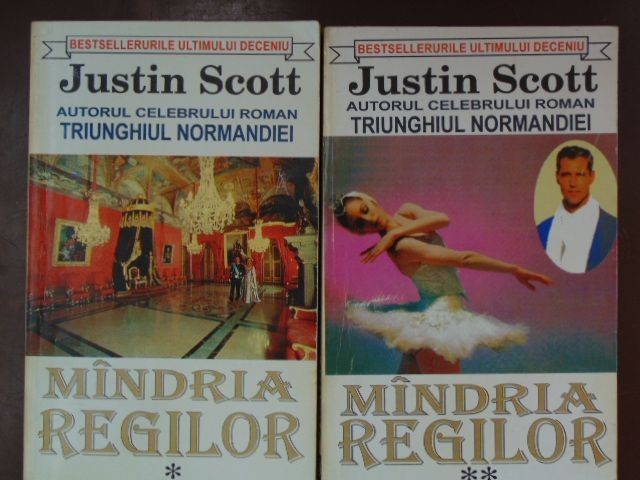 BESTSELLERURILE ULTIMULUI DECENIU
Justin Scott
AUTORUL CELEBRULUI ROMAN
TRIUNGHIUL NORMANDIEI
MÎNDRIA
REGILOR
*
BESTSELLERURILE ULTIMULUI DECENIU
Justin Scott
AUTORUL CELEBRULUI ROMAN
TRIUNGHIUL NORMANDIEI
MÎNDRIA
REGILOR
**